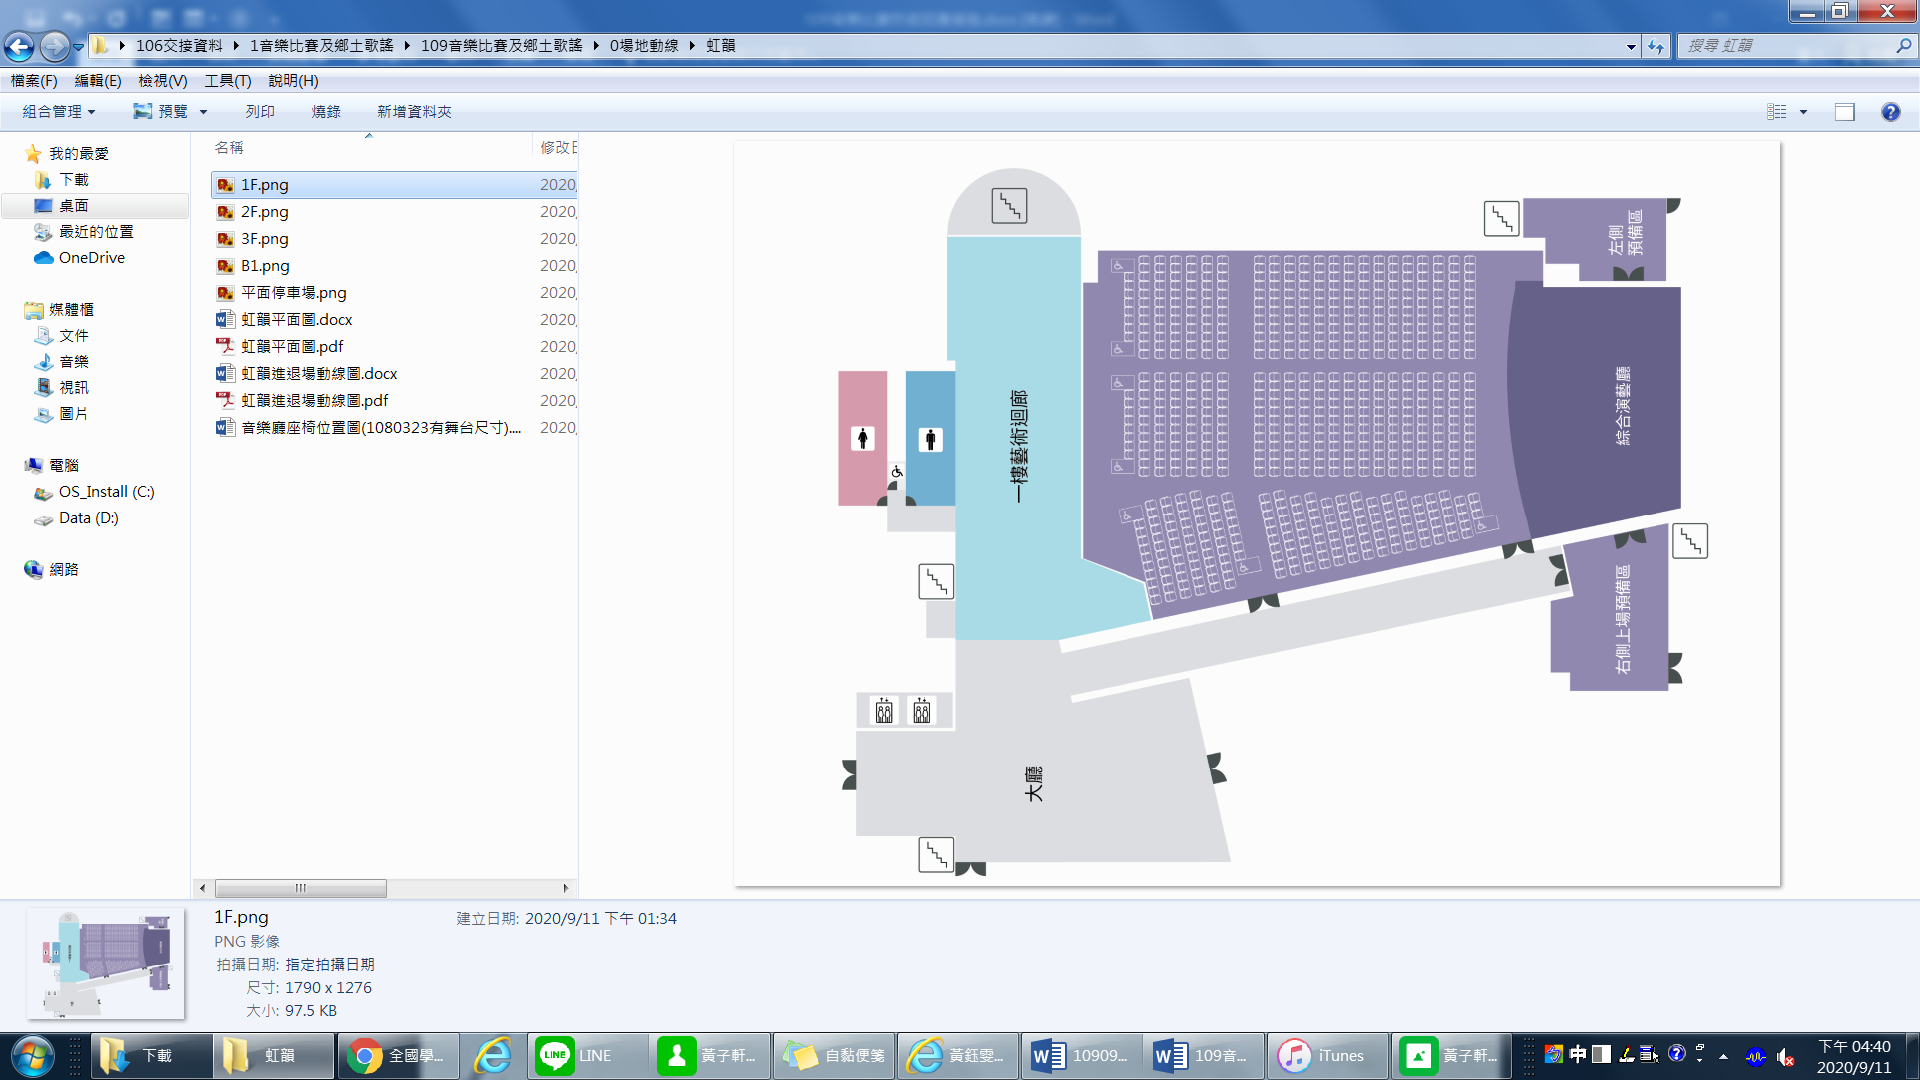 106交接資料 ▸ 1音樂比賽及鄉土歌謠 ▸ 109音樂比賽及鄉土歌謠 ▸ 0場地動線 ▸ 虹韻
搜尋 虹韻
檔案(F) 編輯(E) 檢視(V) 工具(T) 說明(H)
組合管理 預覽 列印 燒錄 新增資料夾
我的最愛
下載
桌面
最近的位置
OneDrive
媒體櫃
文件
音樂
視訊
圖片
電腦
OS_Install (C:)
Data (D:)
網路
名稱 修改日
1F.png 2020/
2F.png 2020/
3F.png 2020/
B1.png 2020/
平面停車場.png 2020/
虹韻平面圖.docx 2020/
虹韻平面圖.pdf 2020/
虹韻進退場動線圖.docx 2020/
虹韻進退場動線圖.pdf 2020/
音樂廳座椅位置圖(1080323有舞台尺寸).... 2020/
左側
預備區
綜合演藝廳
一樓藝術迴廊
右側上場預備區
大廳
1F.png
PNG 影像
建立日期: 2020/9/11 下午 01:34
拍攝日期: 指定拍攝日期
尺寸: 1790 x 1276
大小: 97.5 KB
下載
虹韻
全國學...
LINE
LINE
黃子軒...
自黏便箋
黃鈺雯...
10909...
109音...
iTunes
黃子軒...
中
下午 04:40
2020/9/11